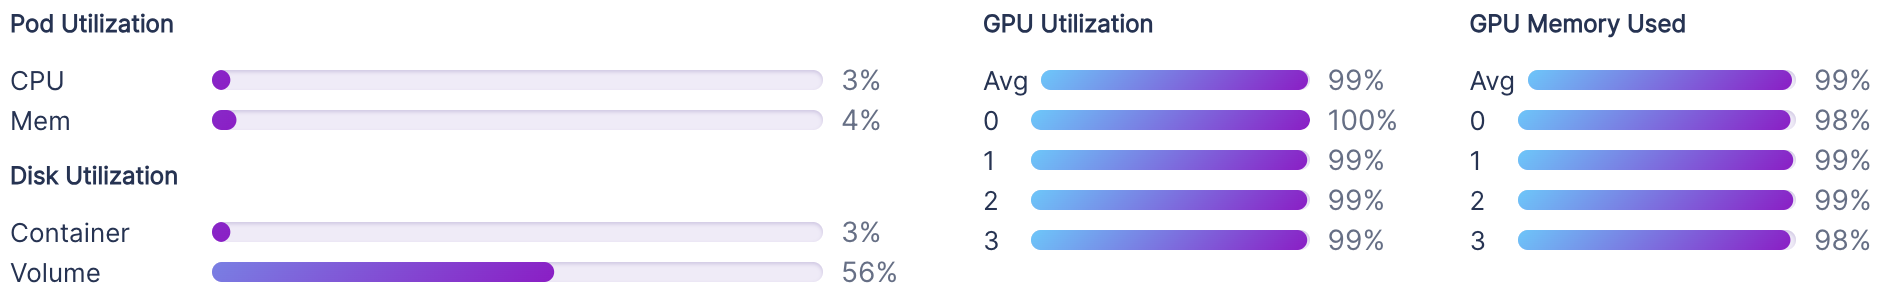 Pod Utilization
CPU 3%
Mem 4%
Disk Utilization
Container 3%
Volume 56%
GPU Utilization
Avg 99%
0 100%
1 99%
2 99%
3 99%
GPU Memory Used
Avg 99%
0 98%
1 99%
2 99%
3 98%